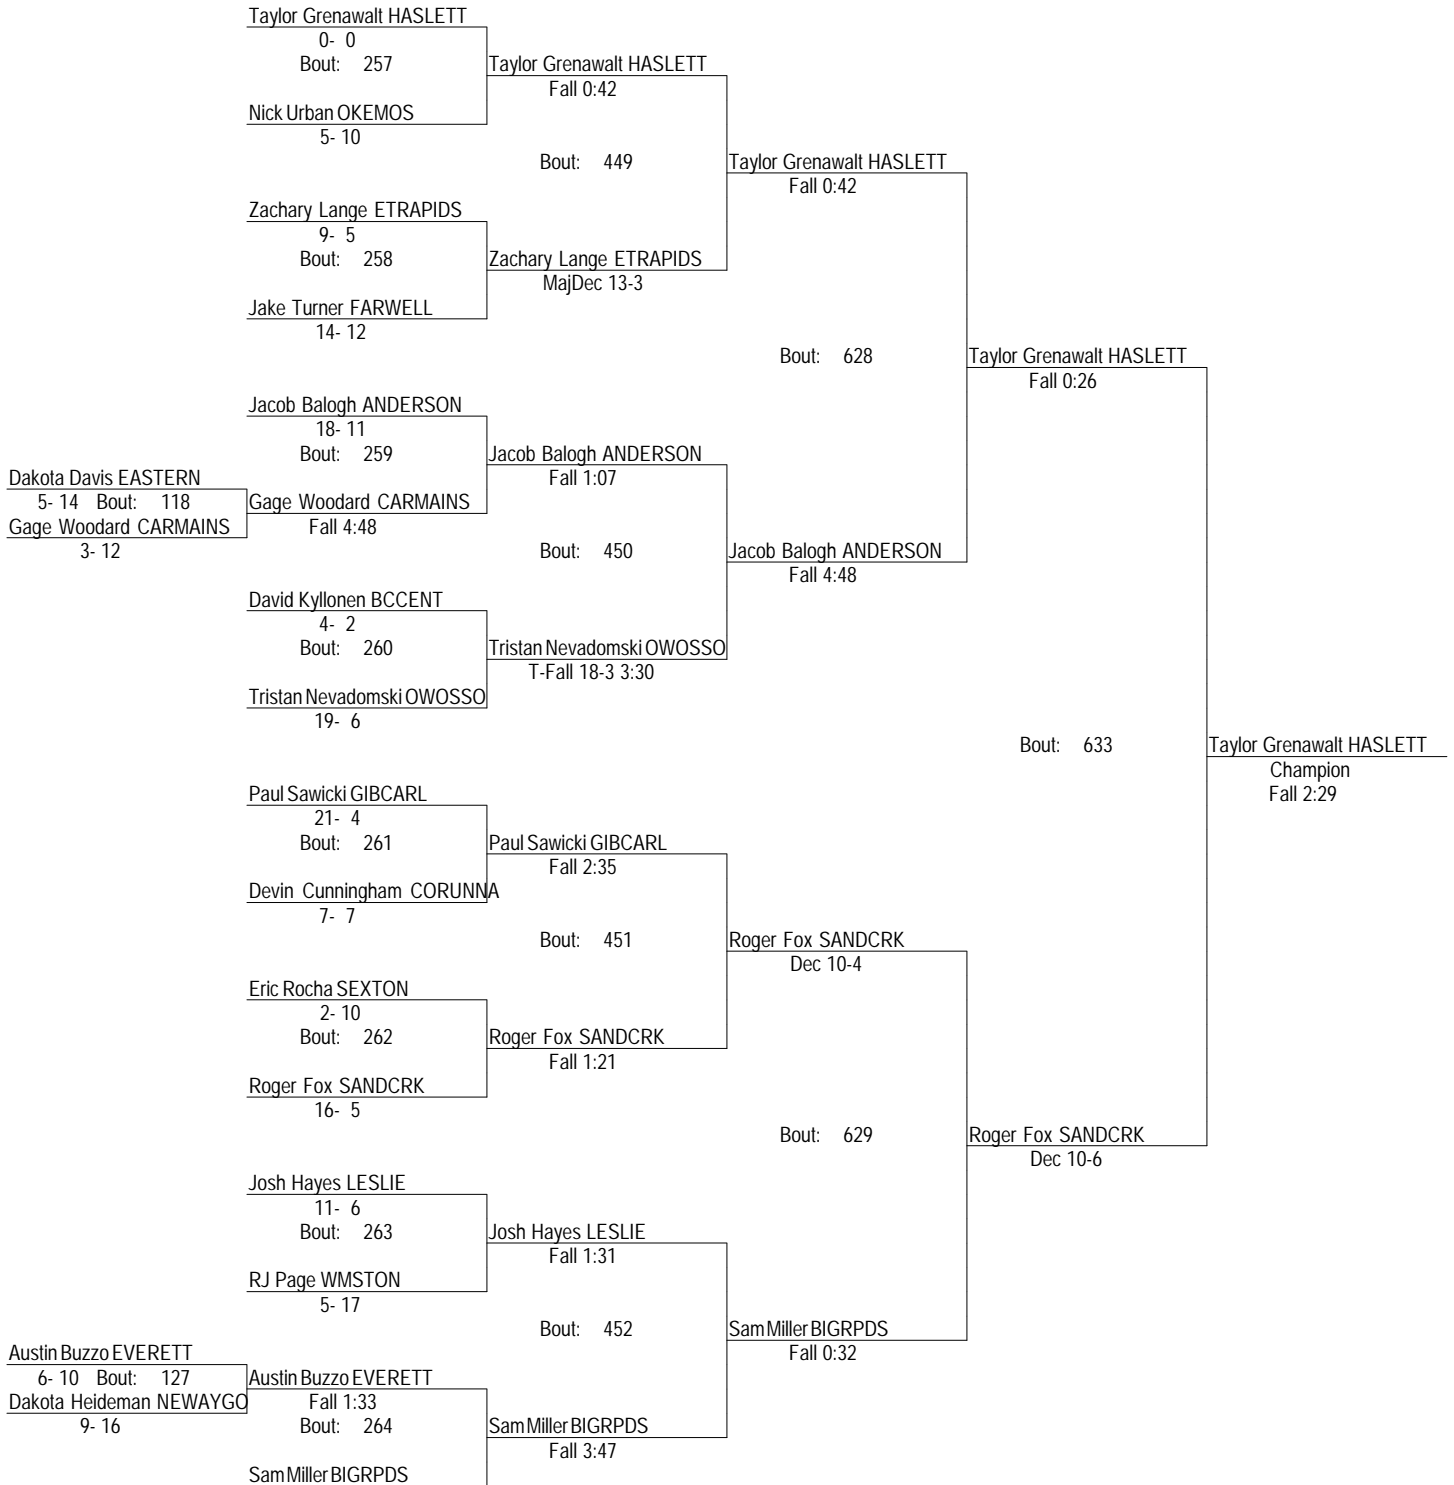 Taylor Grenawalt HASLETT
0- 0
Bout: 257
Taylor Grenawalt HASLETT
Fall 0:42
Nick Urban OKEMOS
5- 10
Bout: 449
Taylor Grenawalt HASLETT
Fall 0:42
Zachary Lange ETRAPIDS
9- 5
Bout: 258
Zachary Lange ETRAPIDS
MajDec 13-3
Jake Turner FARWELL
14- 12
Bout: 628
Taylor Grenawalt HASLETT
Fall 0:26
Jacob Balogh ANDERSON
18- 11
Bout: 259
Jacob Balogh ANDERSON
Fall 1:07
Dakota Davis EASTERN
5- 14 Bout: 118
Gage Woodard CARMAINS
3- 12
Gage Woodard CARMAINS
Fall 4:48
Bout: 450
Jacob Balogh ANDERSON
Fall 4:48
David Kyllonen BCCENT
4- 2
Bout: 260
Tristan Nevadomski OWOSSO
T-Fall 18-3 3:30
Tristan Nevadomski OWOSSO
19- 6
Bout: 633
Taylor Grenawalt HASLETT
Champion
Fall 2:29
Paul Sawicki GIBCARL
21- 4
Bout: 261
Paul Sawicki GIBCARL
Fall 2:35
Devin Cunningham CORUNNA
7- 7
Bout: 451
Roger Fox SANDCRK
Dec 10-4
Eric Rocha SEXTON
2- 10
Bout: 262
Roger Fox SANDCRK
Fall 1:21
Roger Fox SANDCRK
16- 5
Bout: 629
Roger Fox SANDCRK
Dec 10-6
Josh Hayes LESLIE
11- 6
Bout: 263
Josh Hayes LESLIE
Fall 1:31
RJ Page WMSTON
5- 17
Bout: 452
Sam Miller BIGRPDS
Fall 0:32
Austin Buzzo EVERETT
6- 10 Bout: 127
Dakota Heideman NEWAYGO
9- 16
Austin Buzzo EVERETT
Fall 1:33
Bout: 264
Sam Miller BIGRPDS
Fall 3:47
Sam Miller BIGRPDS